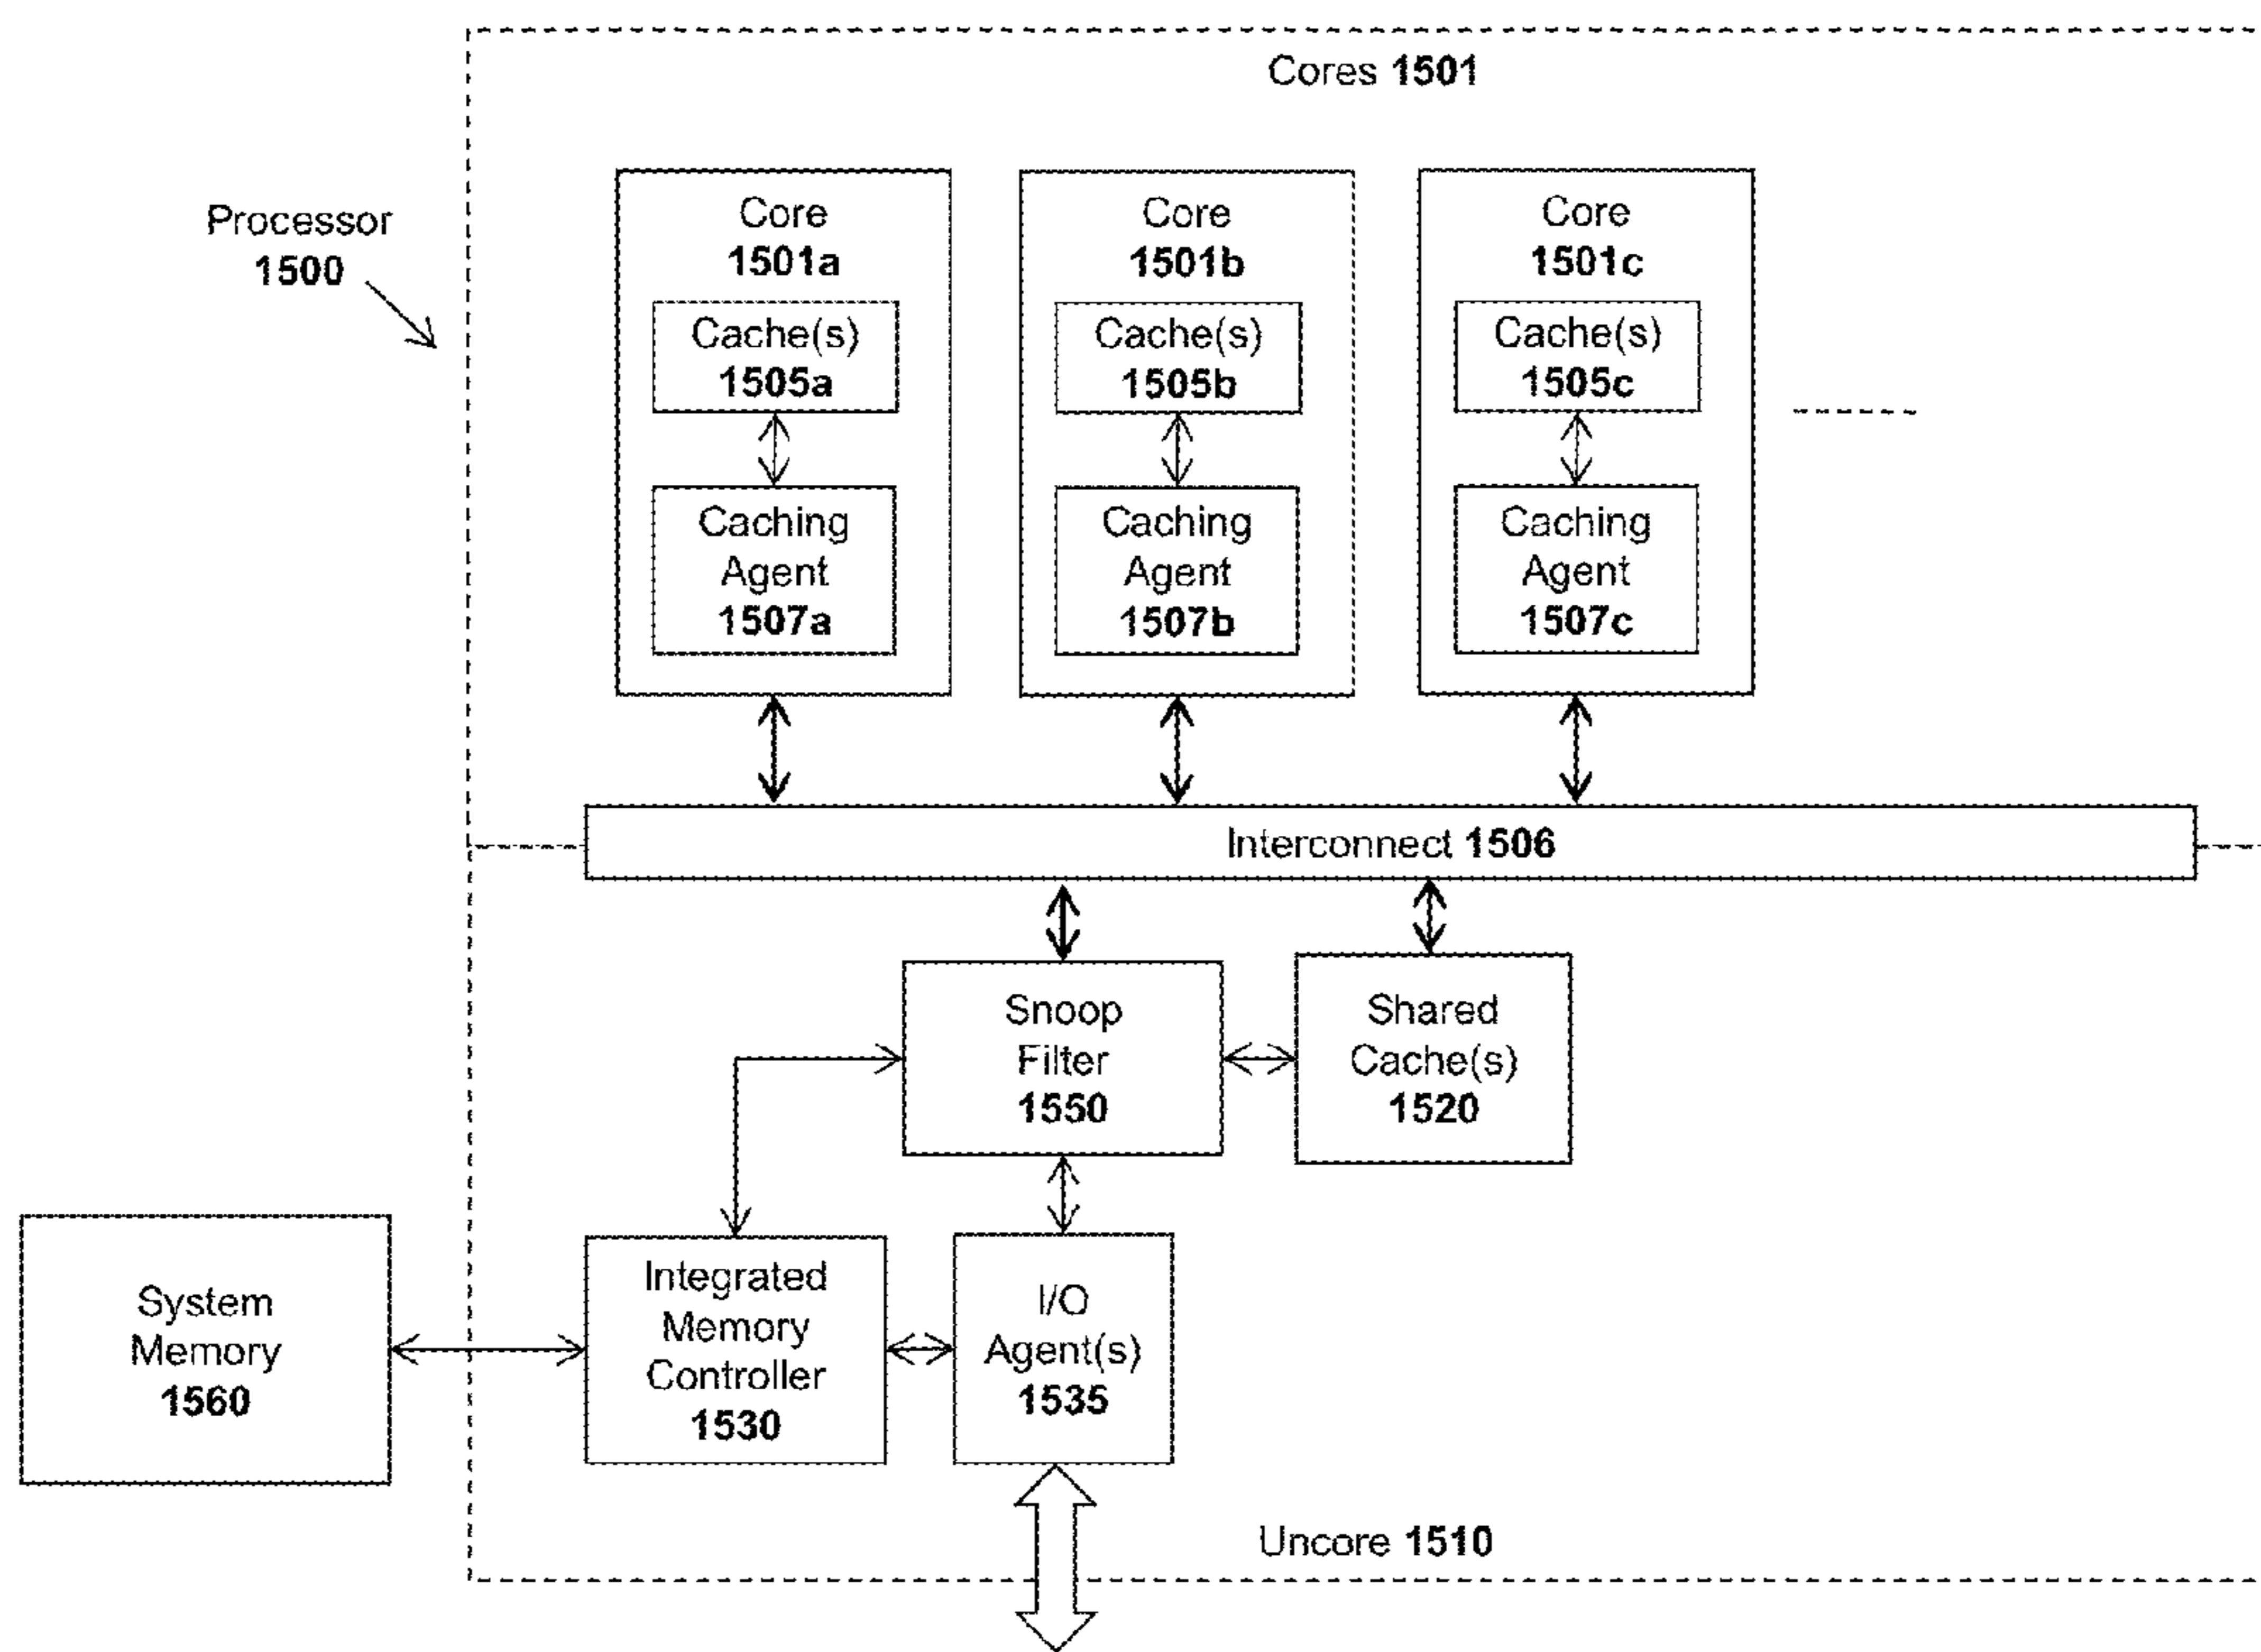 Cores 1501
Processor
1500
Core
1501a
Cache(s)
1505a
Caching
Agent
1507a
Core
1501b
Cache(s)
1505b
Caching
Agent
1507b
Core
1501c
Cache(s)
1505c
Caching
Agent
1507c
Interconnect 1506
Snoop
Filter
1550
Shared
Cache(s)
1520
System
Memory
1560
Integrated
Memory
Controller
1530
I/O
Agent(s)
1535
Uncore 1510